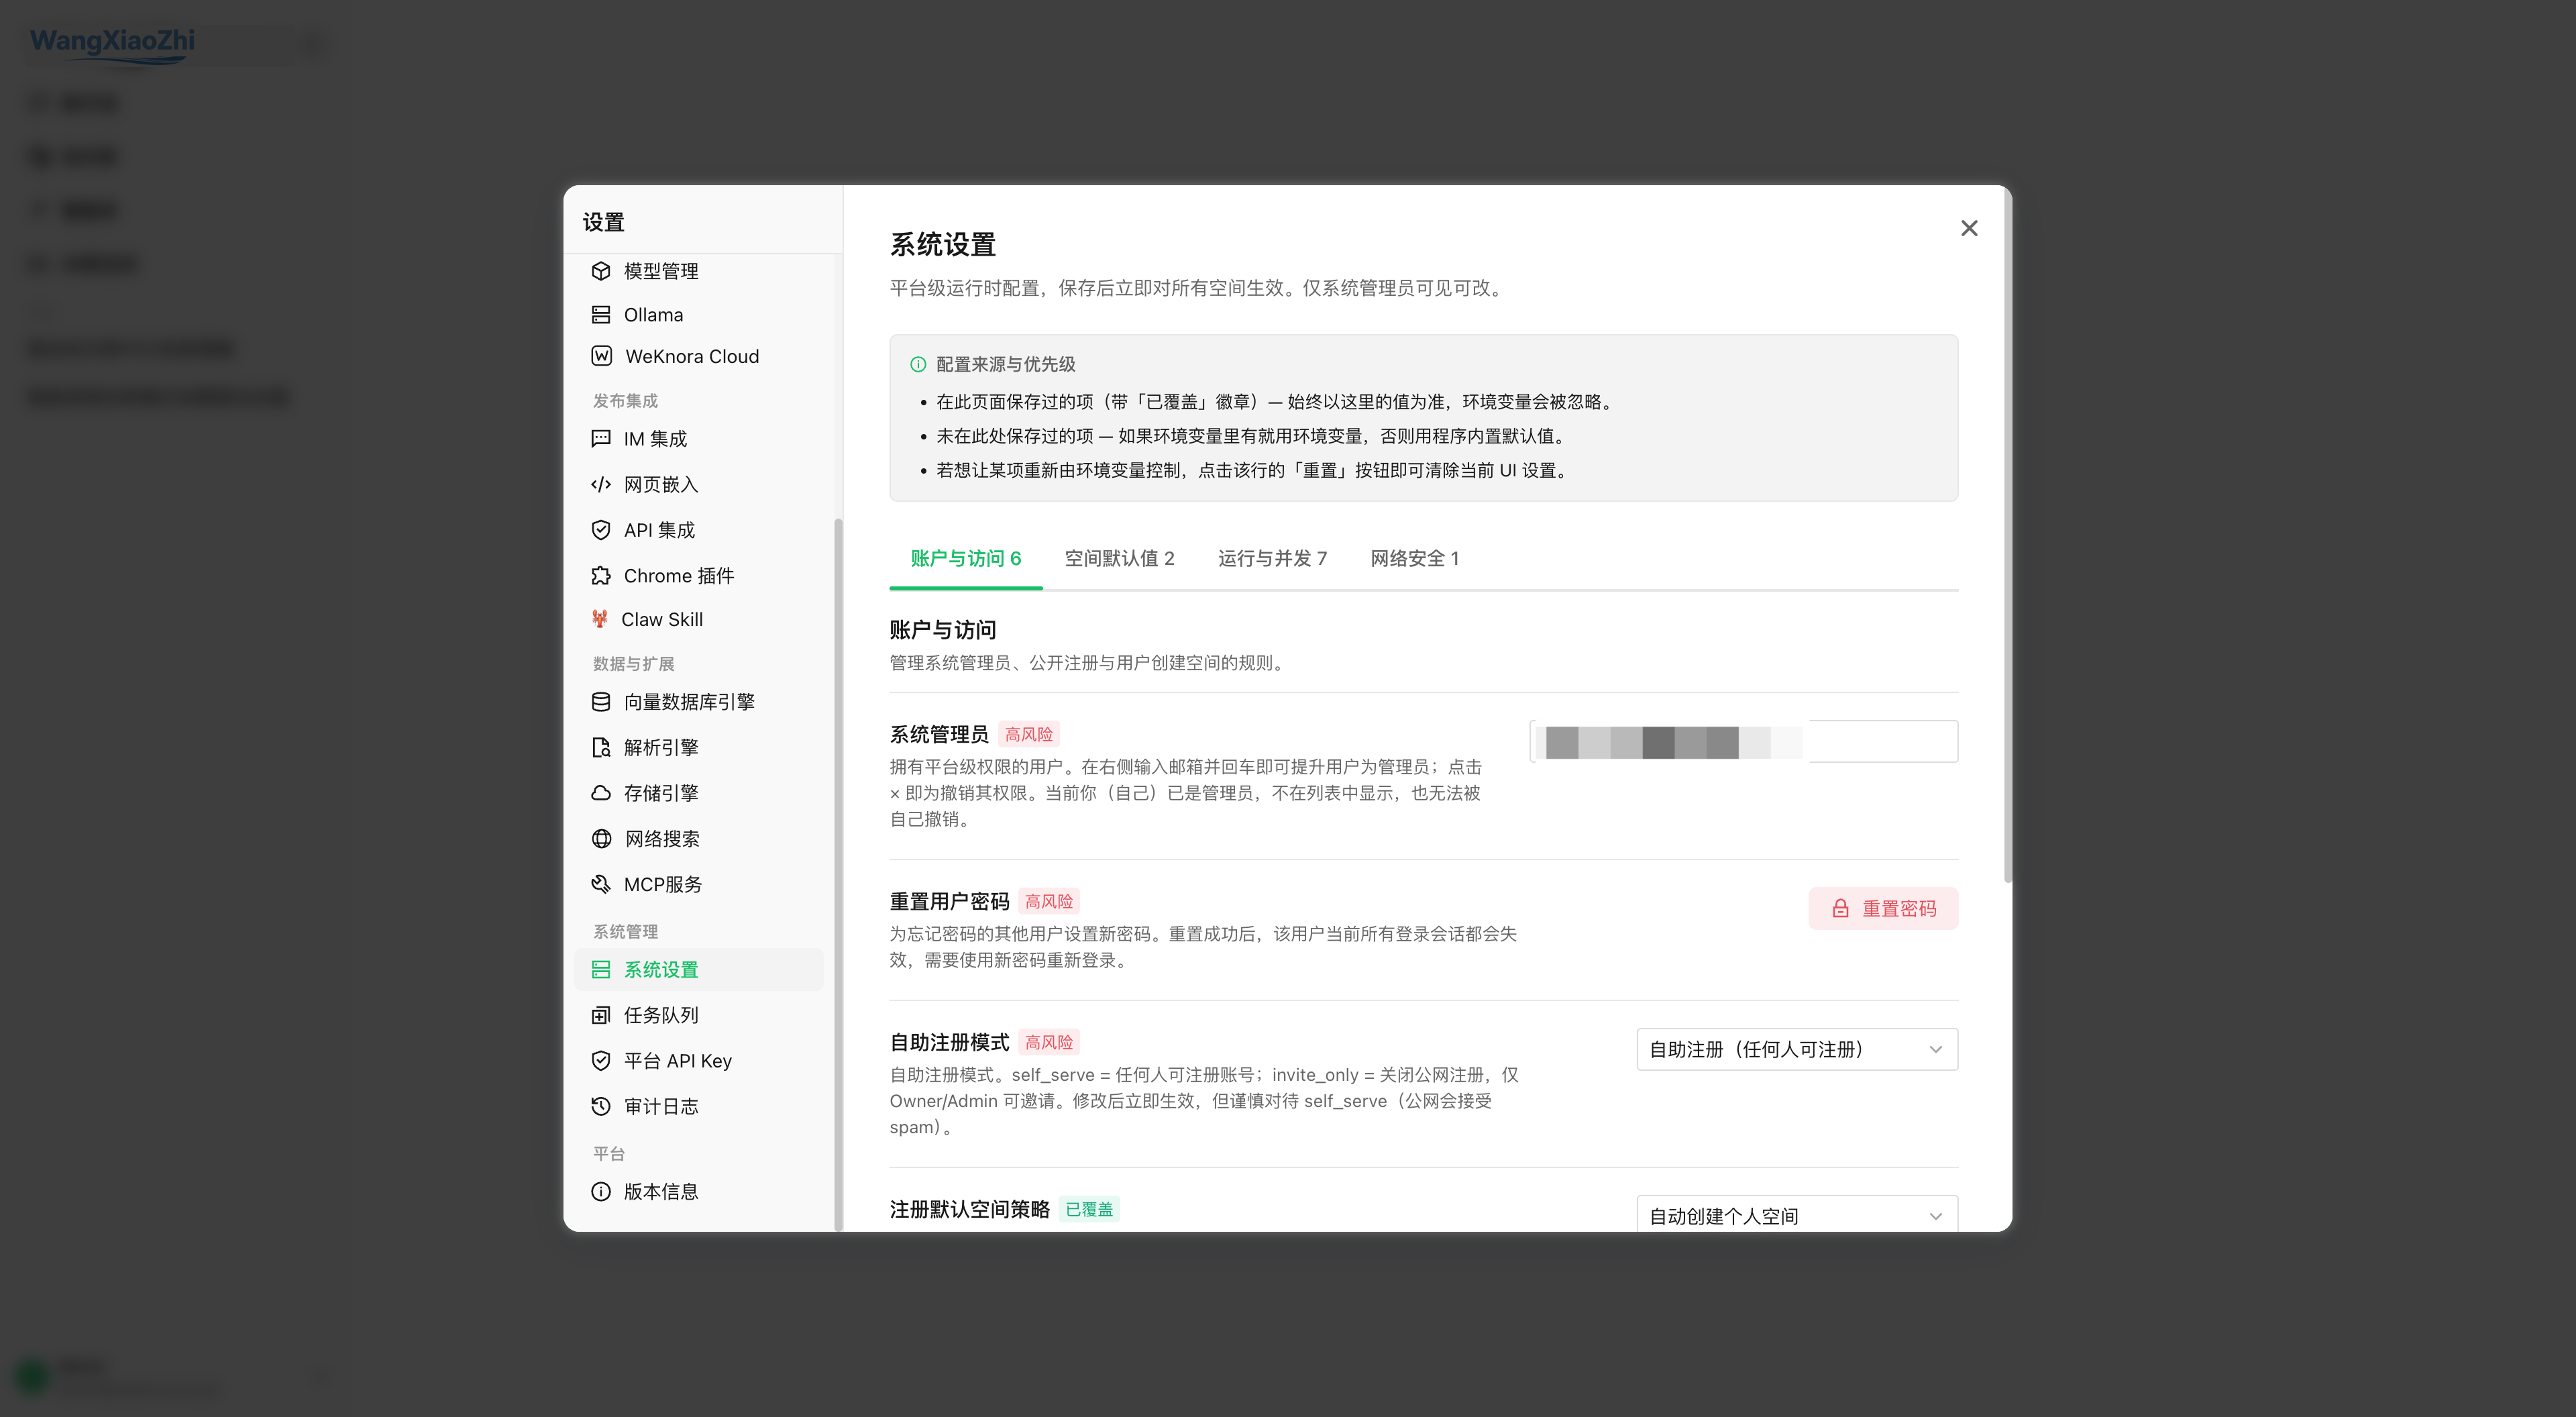 WangXiaoZhi
设置
模型管理
Ollama
WeKnora Cloud
发布集成
IM 集成
网页嵌入
API 集成
Chrome 插件
Claw Skill
数据与扩展
向量数据库引擎
解析引擎
存储引擎
网络搜索
MCP服务
系统管理
系统设置
任务队列
平台 API Key
审计日志
平台
版本信息
系统设置
平台级运行时配置，保存后立即对所有空间生效。仅系统管理员可见可改。
配置来源与优先级
• 在此页面保存过的项（带「已覆盖」徽章）— 始终以这里的值为准，环境变量会被忽略。
• 未在此处保存过的项 — 如果环境变量里有就用环境变量，否则用程序内置默认值。
• 若想让某项重新由环境变量控制，点击该行的「重置」按钮即可清除当前 UI 设置。
账户与访问 6 空间默认值 2 运行与并发 7 网络安全 1
账户与访问
管理系统管理员、公开注册与用户创建空间的规则。
系统管理员 高风险
拥有平台级权限的用户。在右侧输入邮箱并回车即可提升用户为管理员；点击
× 即为撤销其权限。当前你（自己）已是管理员，不在列表中显示，也无法被
自己撤销。
重置用户密码 高风险
重置密码
为忘记密码的其他用户设置新密码。重置成功后，该用户当前所有登录会话都会失
效，需要使用新密码重新登录。
自助注册模式 高风险
自助注册（任何人可注册）
自助注册模式。self_serve = 任何人可注册账号；invite_only = 关闭公网注册，仅
Owner/Admin 可邀请。修改后立即生效，但谨慎对待 self_serve（公网会接受
spam）。
注册默认空间策略 已覆盖
自动创建个人空间